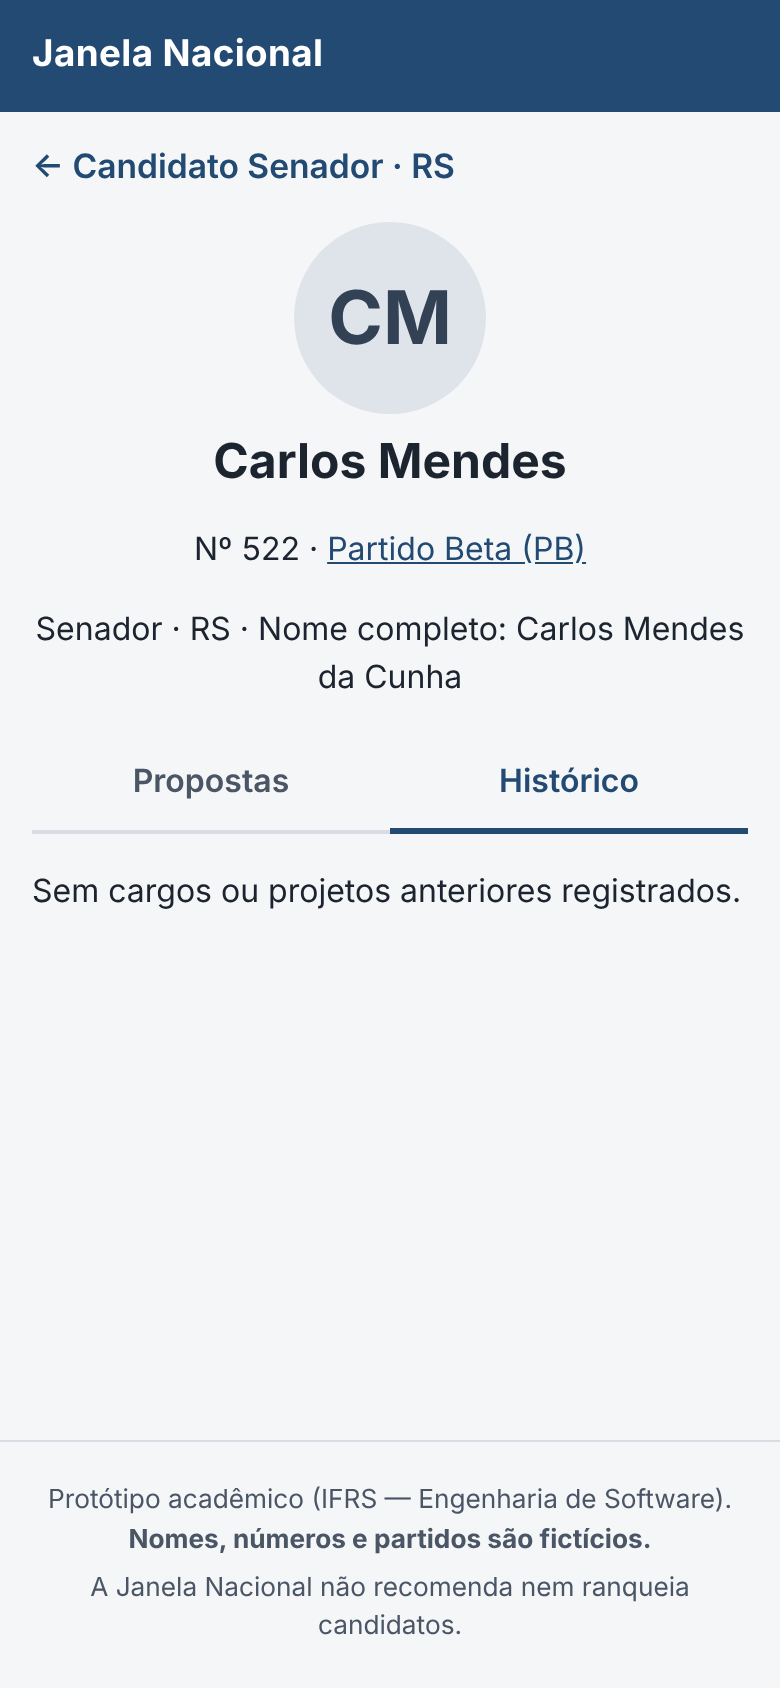 Janela Nacional
← Candidato Senador · RS
CM
Carlos Mendes
Nº 522 · Partido Beta (PB)
Senador · RS · Nome completo: Carlos Mendes
da Cunha
Propostas
Histórico
Sem cargos ou projetos anteriores registrados.
Protótipo acadêmico (IFRS — Engenharia de Software).
Nomes, números e partidos são fictícios.
A Janela Nacional não recomenda nem ranqueia
candidatos.